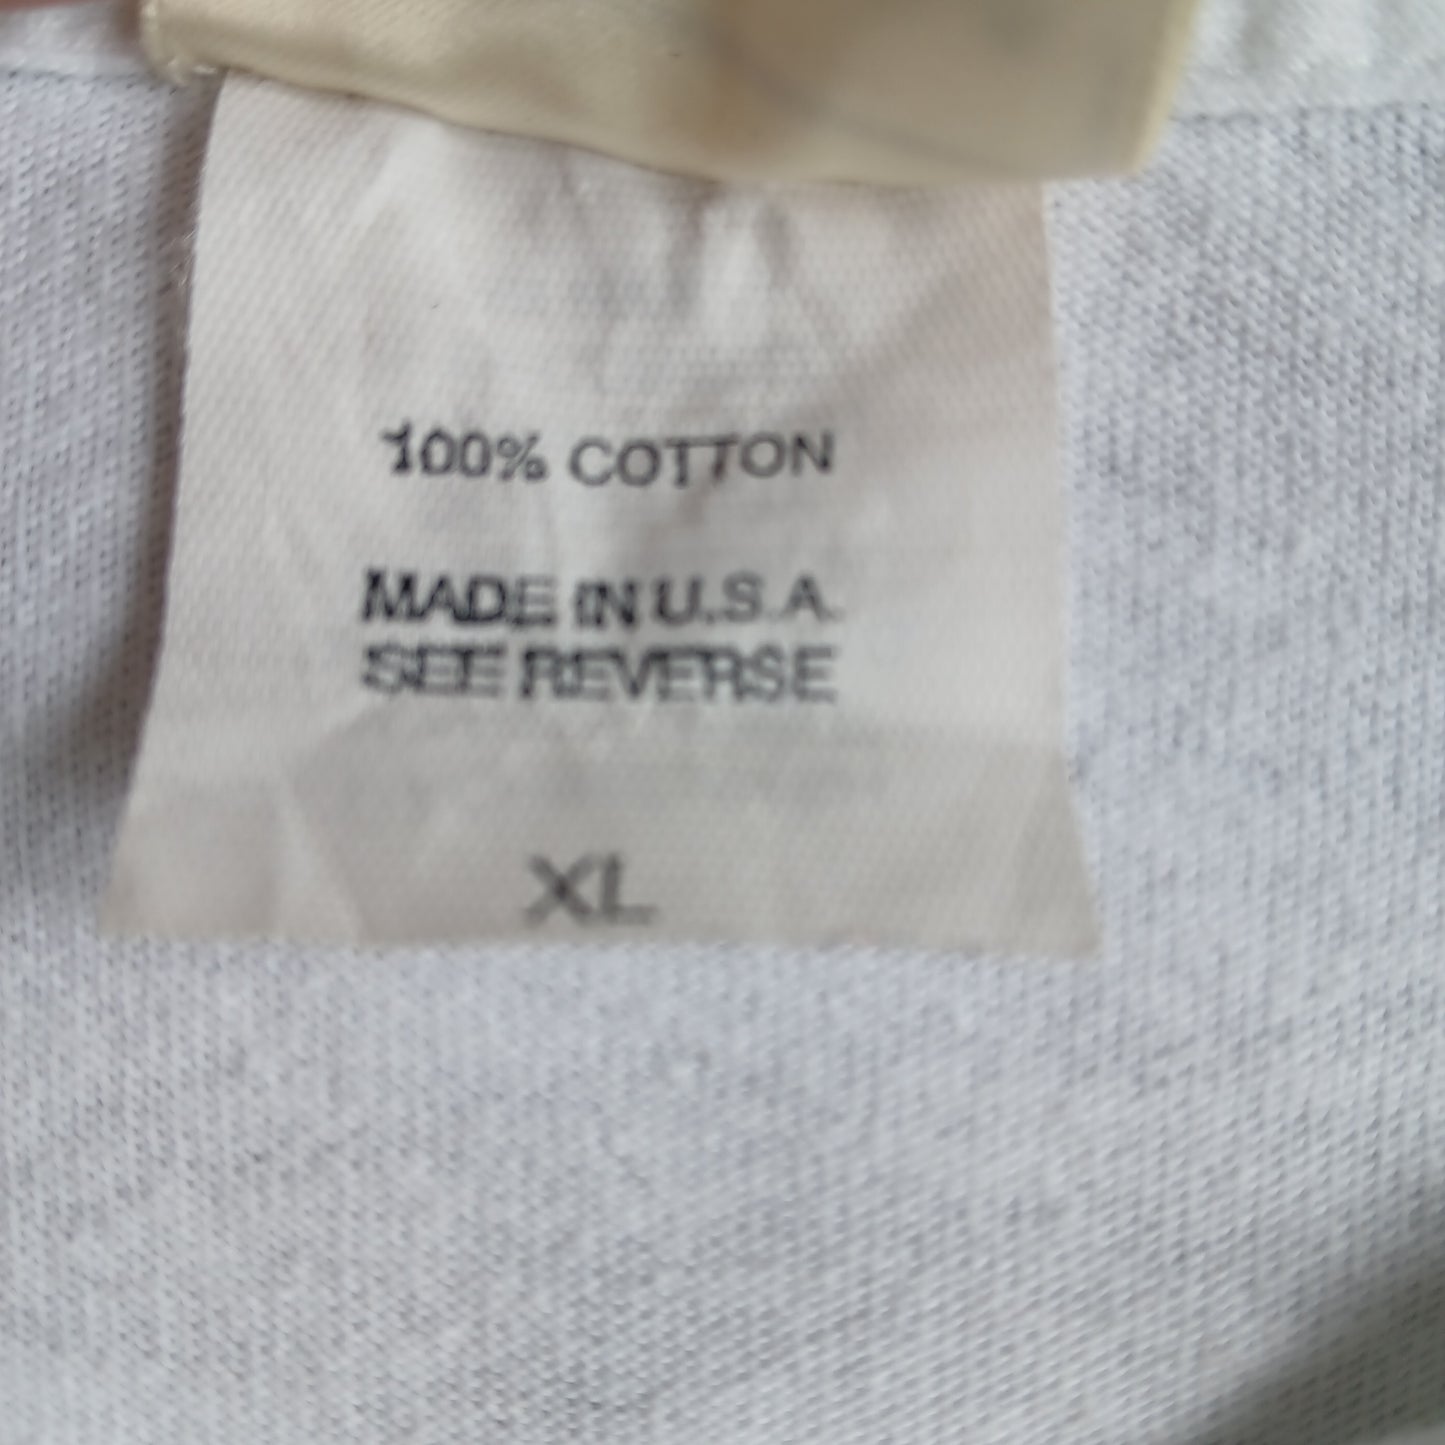 100% COTTON
MADE IN U.S.A.
SEE REVERSE
XL